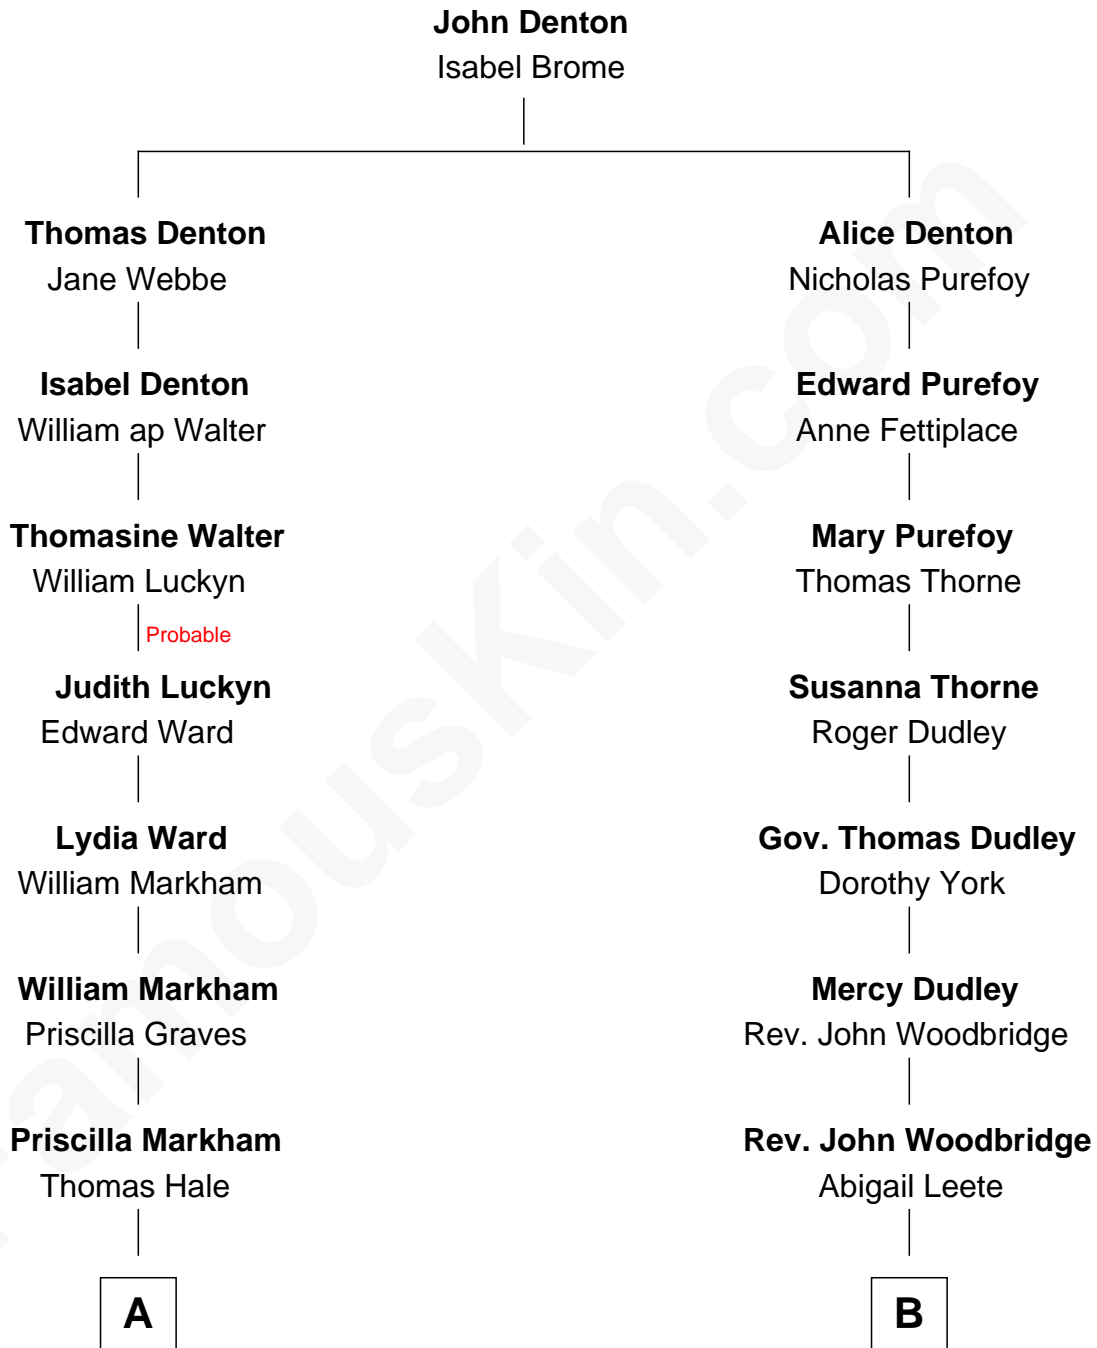 John Denton
Isabel Brome
Thomas Denton
Jane Webbe
Isabel Denton
William ap Walter
Thomasine Walter
William Luckyn
Probable
Judith Luckyn
Edward Ward
Lydia Ward
William Markham
William Markham
Priscilla Graves
Priscilla Markham
Thomas Hale
A
Alice Denton
Nicholas Purefoy
Edward Purefoy
Anne Fettiplace
Mary Purefoy
Thomas Thorne
Susanna Thorne
Roger Dudley
Gov. Thomas Dudley
Dorothy York
Mercy Dudley
Rev. John Woodbridge
Rev. John Woodbridge
Abigail Leete
B
FamousKin.com